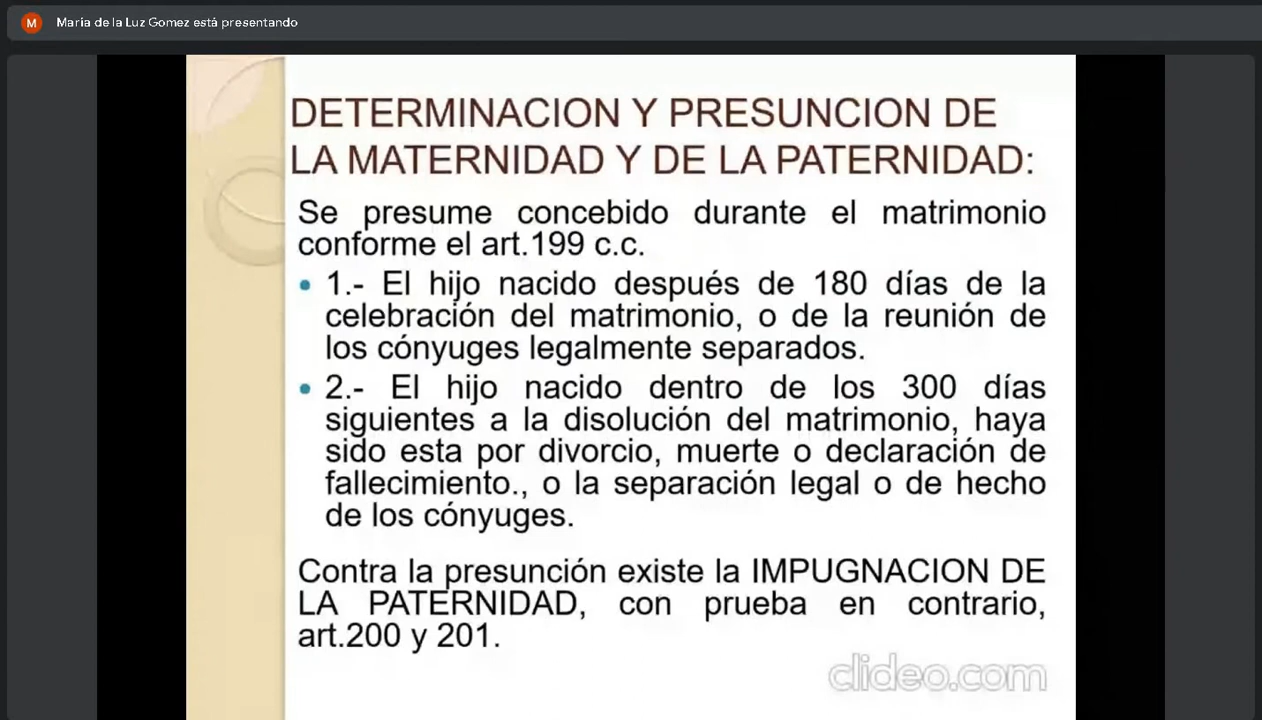 M
Maria de la Luz Gomez está presentando
DETERMINACION Y PRESUNCION DE
LA MATERNIDAD Y DE LA PATERNIDAD:
Se presume concebido durante el matrimonio
conforme el art.199 c.c.
• 1.- El hijo nacido después de 180 días de la
celebración del matrimonio, o de la reunión de
los cónyuges legalmente separados.
• 2.- El hijo nacido dentro de los 300 días
siguientes a la disolución del matrimonio, haya
sido esta por divorcio, muerte o declaración de
fallecimiento., o la separación legal o de hecho
de los cónyuges.
Contra la presunción existe la IMPUGNACION DE
LA PATERNIDAD, con prueba en contrario,
art.200 y 201.
clideo.com